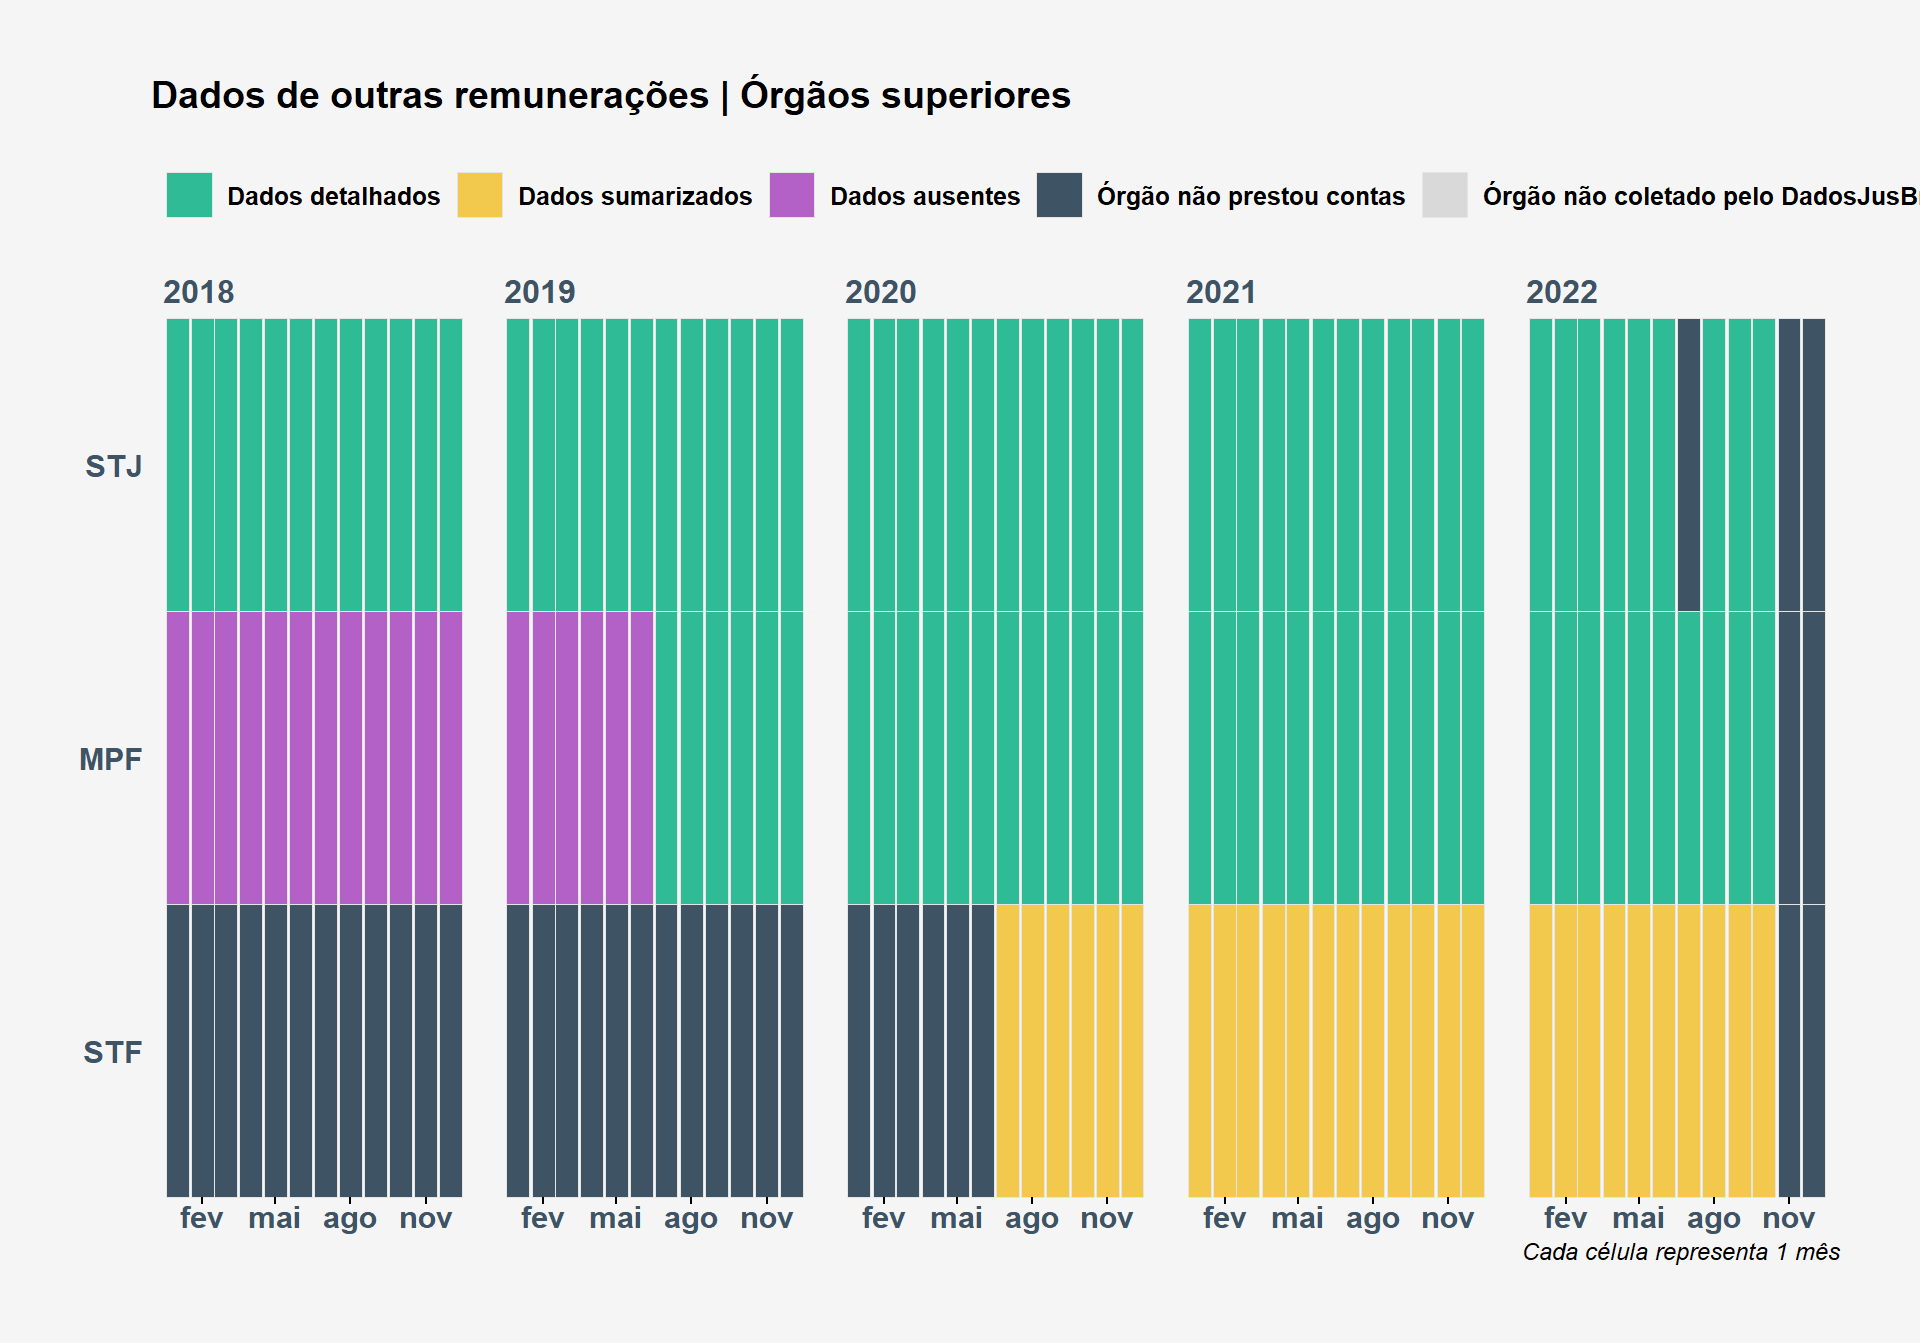 Dados de outras remunerações | Órgãos superiores
Dados detalhados Dados sumarizados Dados ausentes Órgão não prestou contas Órgão não coletado pelo DadosJusB
2018 2019 2020 2021 2022
STJ
MPF
STF
fev mai ago nov fev mai ago nov fev mai ago nov fev mai ago nov fev mai ago nov
Cada célula representa 1 mês